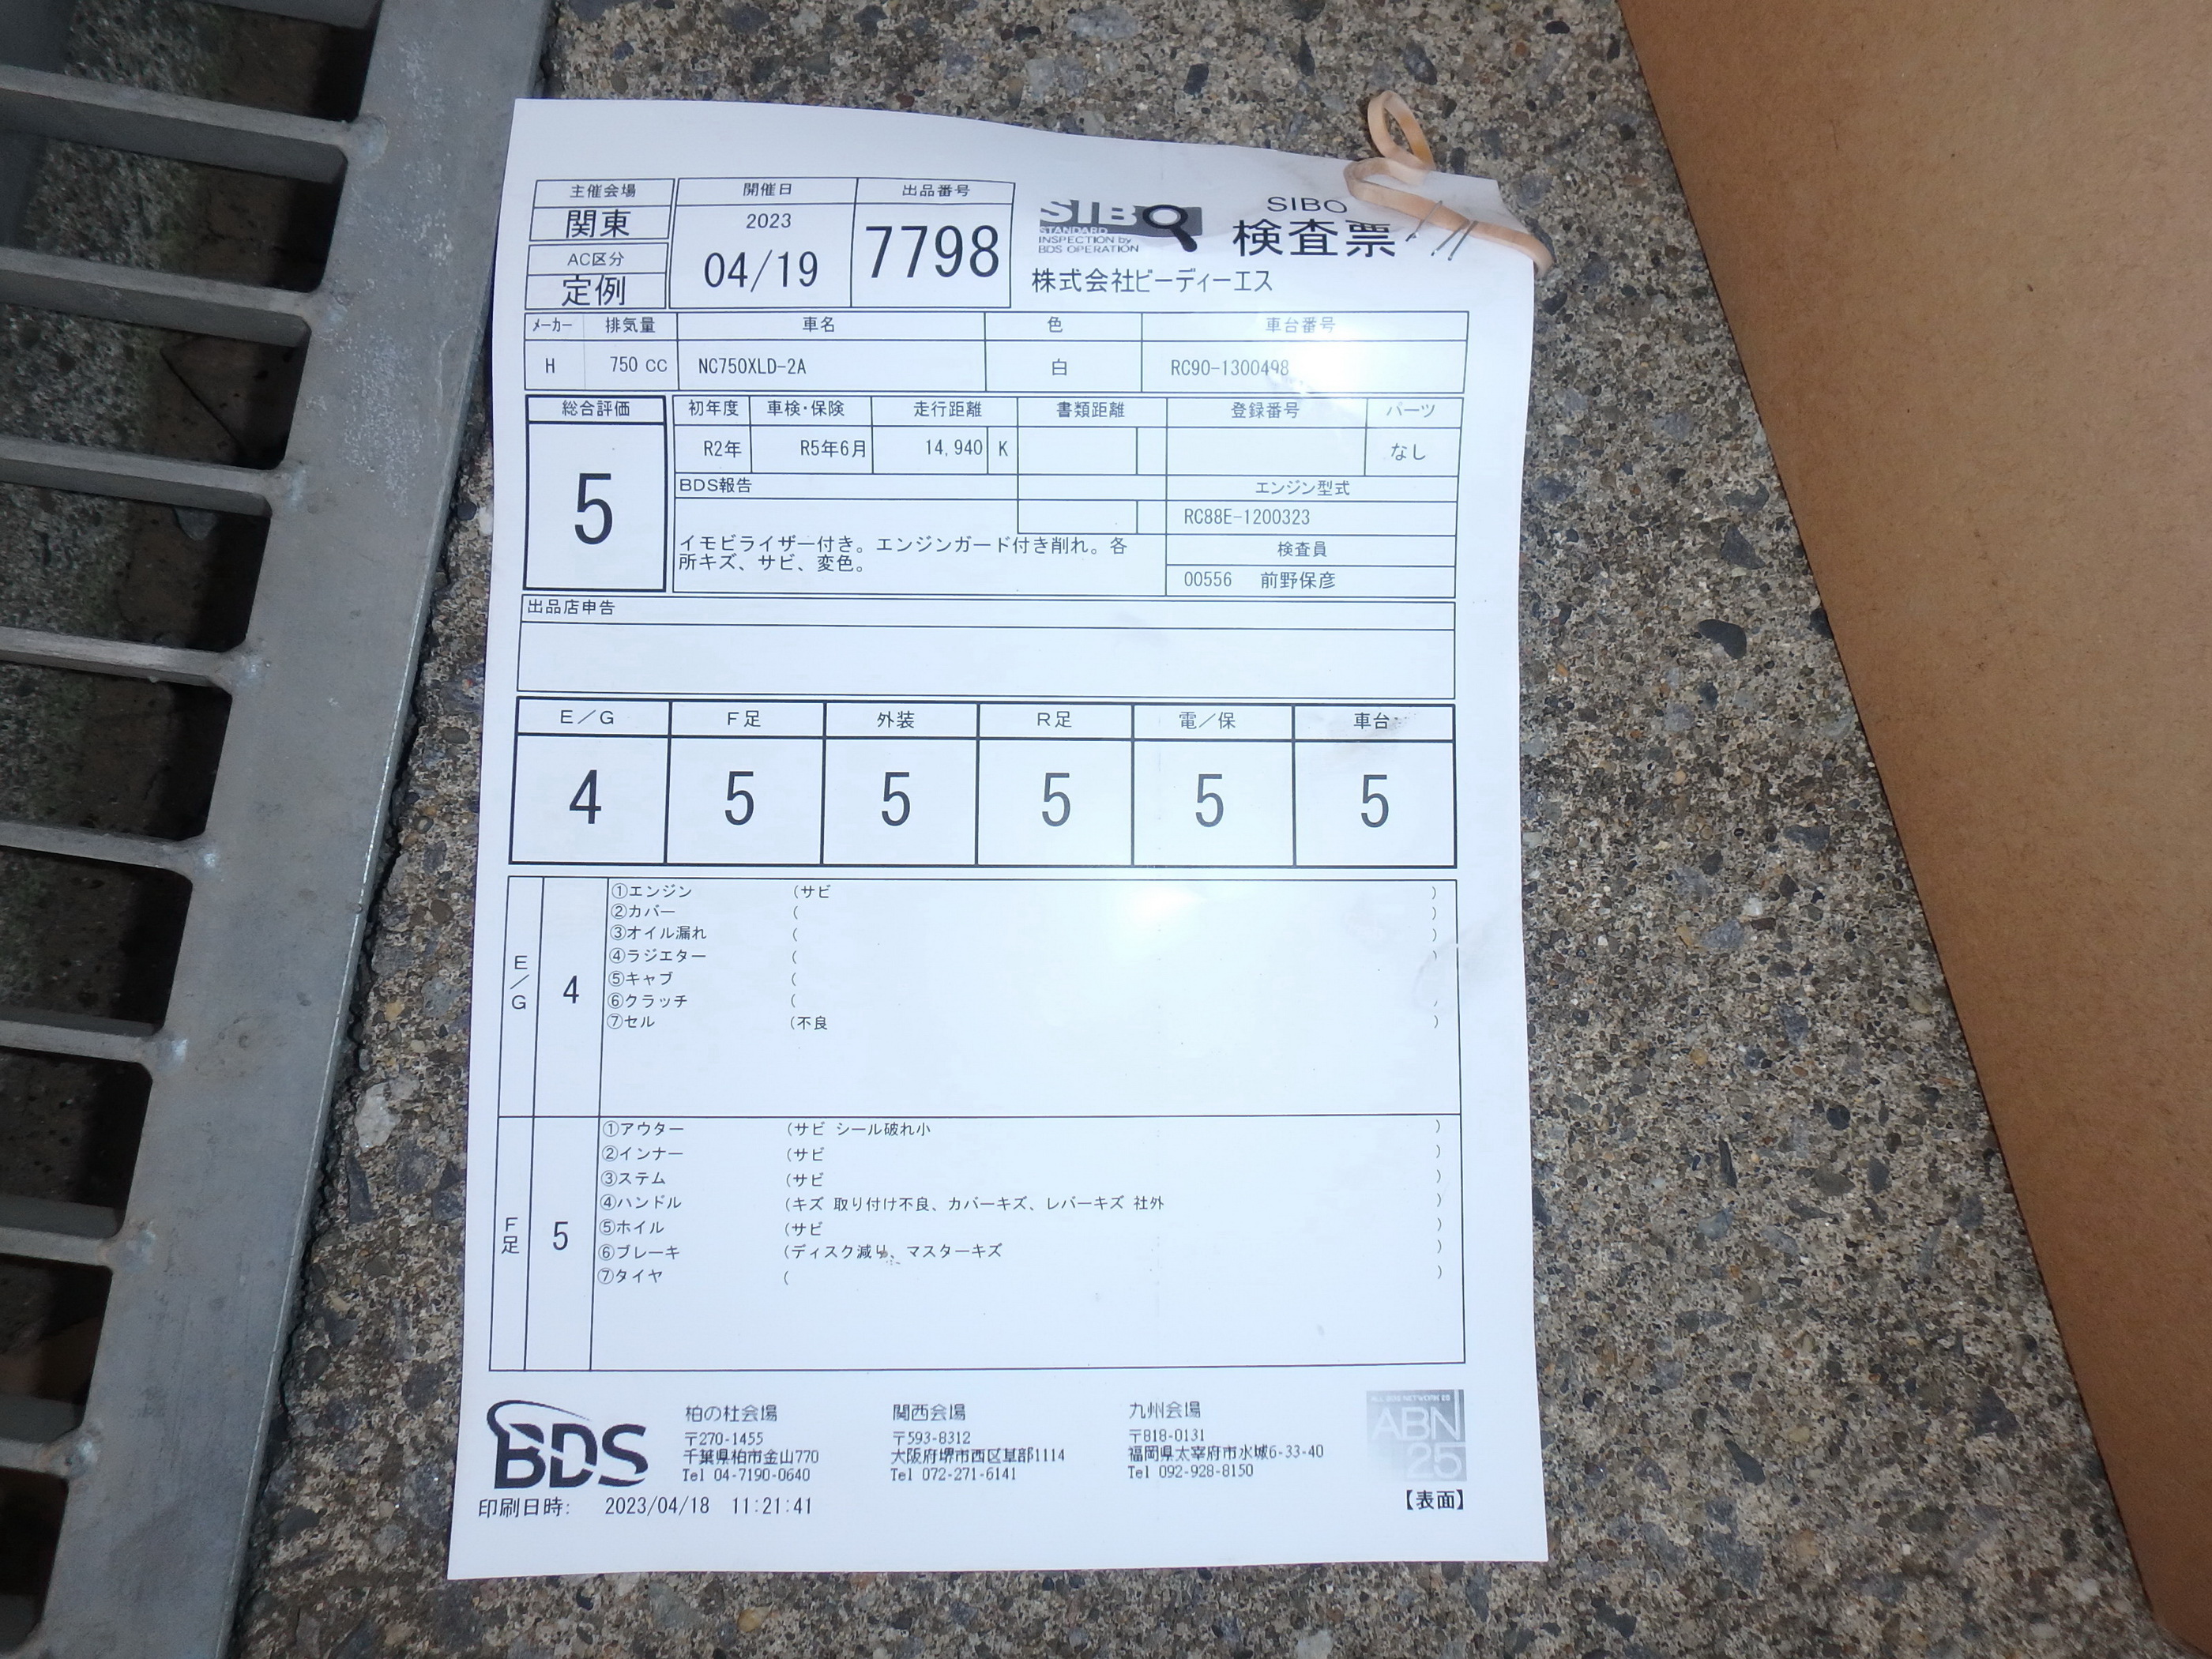 主催会場
関東
AC区分
定例
開催日
2023
04/19
出品番号
7798
SIBO
STANDARD
INSPECTION by
BDS OPERATION
SIBO
検査票
株式会社ビーディーエス
ﾒｰｶｰ 排気量 車名 色 車台番号
H 750 CC NC750XLD-2A 白 RC90-1300498
総合評価
5
初年度 車検・保険 走行距離 書類距離 登録番号 パーツ
R2年 R5年6月 14,940 K なし
BDS報告 エンジン型式
RC88E-1200323
イモビライザー付き。エンジンガード付き削れ。各
所キズ、サビ、変色。
検査員
00556 前野保彦
出品店申告
E/G F足 外装 R足 電/保 車台
4 5 5 5 5 5
E/G
4
①エンジン (サビ )
②カバー ( )
③オイル漏れ ( )
④ラジエター ( )
⑤キャブ (
⑥クラッチ ( )
⑦セル (不良 )
F足
5
①アウター (サビ シール破れ小 )
②インナー (サビ )
③ステム (サビ )
④ハンドル (キズ 取り付け不良、カバーキズ、レバーキズ 社外 )
⑤ホイル (サビ )
⑥ブレーキ (ディスク減り、マスターキズ )
⑦タイヤ ( )
BDS
柏の杜会場
〒270-1455
千葉県柏市金山770
Tel 04-7190-0640
関西会場
〒593-8312
大阪府堺市西区草部1114
Tel 072-271-6141
九州会場
〒818-0131
福岡県太宰府市水城6-33-40
Tel 092-928-8150
ALL BDS NETWORK 25
ABN
25
印刷日時: 2023/04/18 11:21:41
【表面】